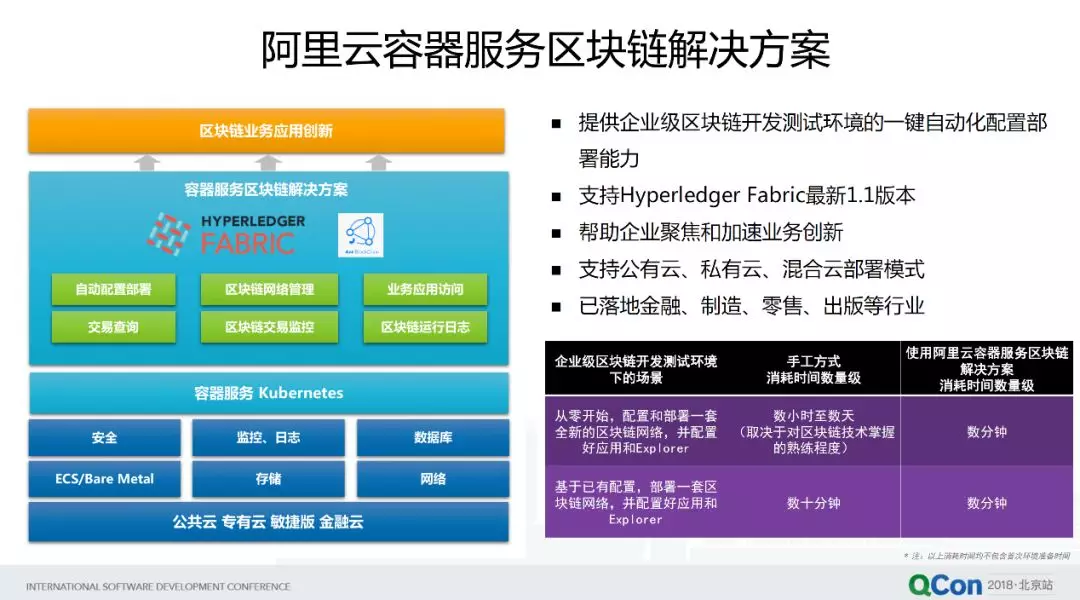 阿里云容器服务区块链解决方案
区块链业务应用创新
容器服务区块链解决方案
HYPERLEDGER
FABRIC
Ant BlockChain
自动配置部署
区块链网络管理
业务应用访问
交易查询
区块链交易监控
区块链运行日志
容器服务 Kubernetes
安全
监控、日志
数据库
ECS/Bare Metal
存储
网络
公共云 专有云 敏捷版 金融云
■ 提供企业级区块链开发测试环境的一键自动化配置部
署能力
■ 支持Hyperledger Fabric最新1.1版本
■ 帮助企业聚焦和加速业务创新
■ 支持公有云、私有云、混合云部署模式
■ 已落地金融、制造、零售、出版等行业
企业级区块链开发测试环境
下的场景
手工方式
消耗时间数量级
使用阿里云容器服务区块链
解决方案
消耗时间数量级
从零开始，配置和部署一套
全新的区块链网络，并配置
好应用和Explorer
数小时至数天
（取决于对区块链技术掌握
的熟练程度）
数分钟
基于已有配置，部署一套区
块链网络，并配置好应用和
Explorer
数十分钟
数分钟
* 注：以上消耗时间均不包含首次环境准备时间
INTERNATIONAL SOFTWARE DEVELOPMENT CONFERENCE
QCon 2018·北京站